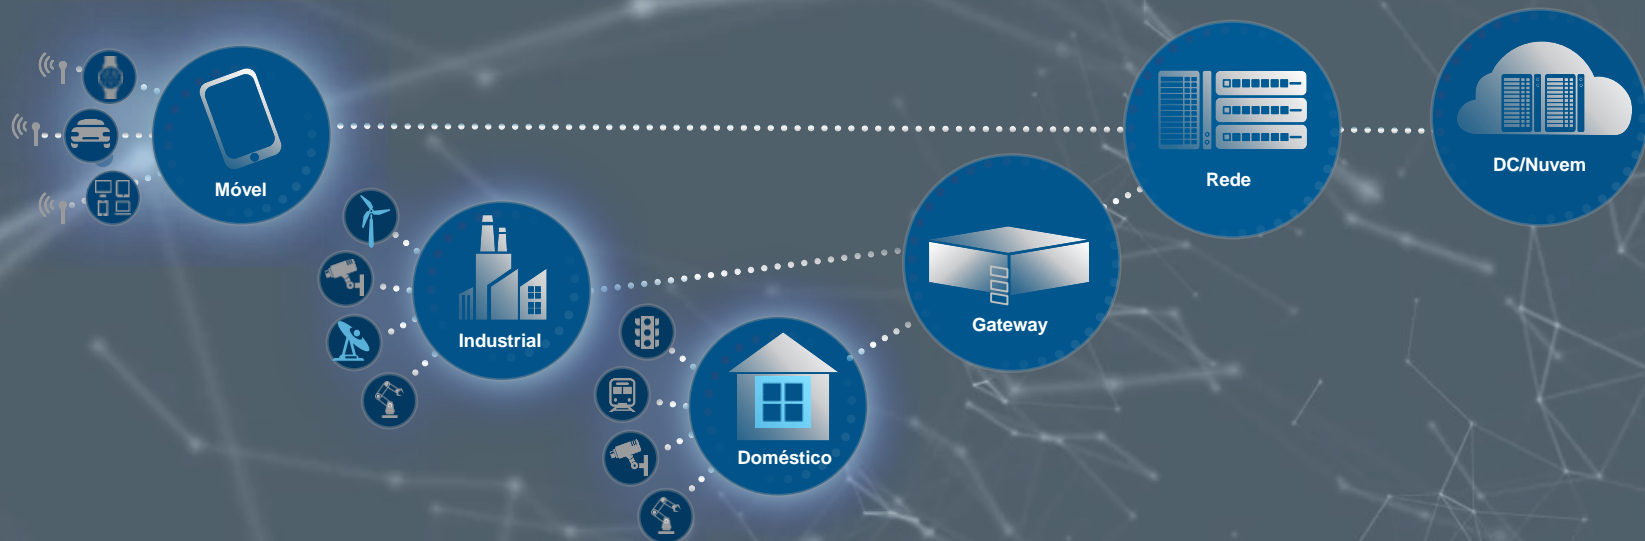 Móvel
Industrial
Doméstico
Gateway
Rede
DC/Nuvem